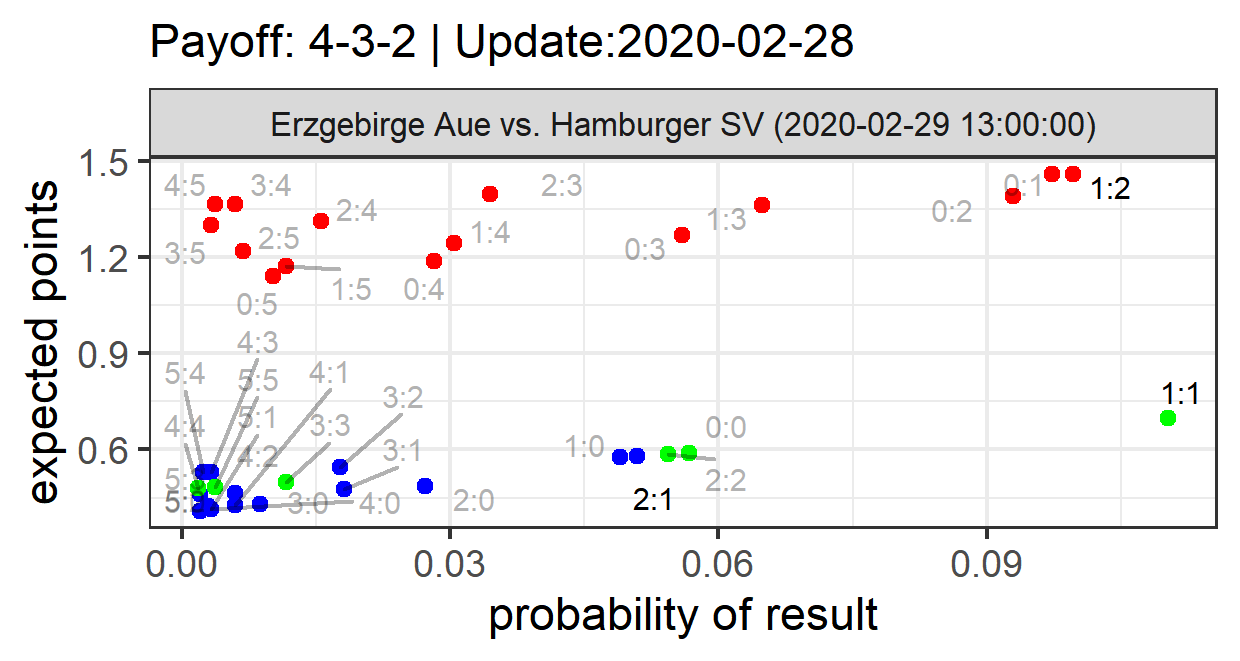 Payoff: 4-3-2 | Update:2020-02-28
Erzgebirge Aue vs. Hamburger SV (2020-02-29 13:00:00)
expected points
1.5
1.2
0.9
0.6
4:5 3:4 2:3 0:1 1:2
2:4 0:2
3:5 2:5 1:4 0:3 1:3
0:5 1:5 0:4
4:3
5:4 5:5 4:1 3:2 1:1
4:4 5:1 3:3 0:0
4:2 3:1 1:0
2:2
3:0 4:0 2:0 2:1
0.00 0.03 0.06 0.09
probability of result